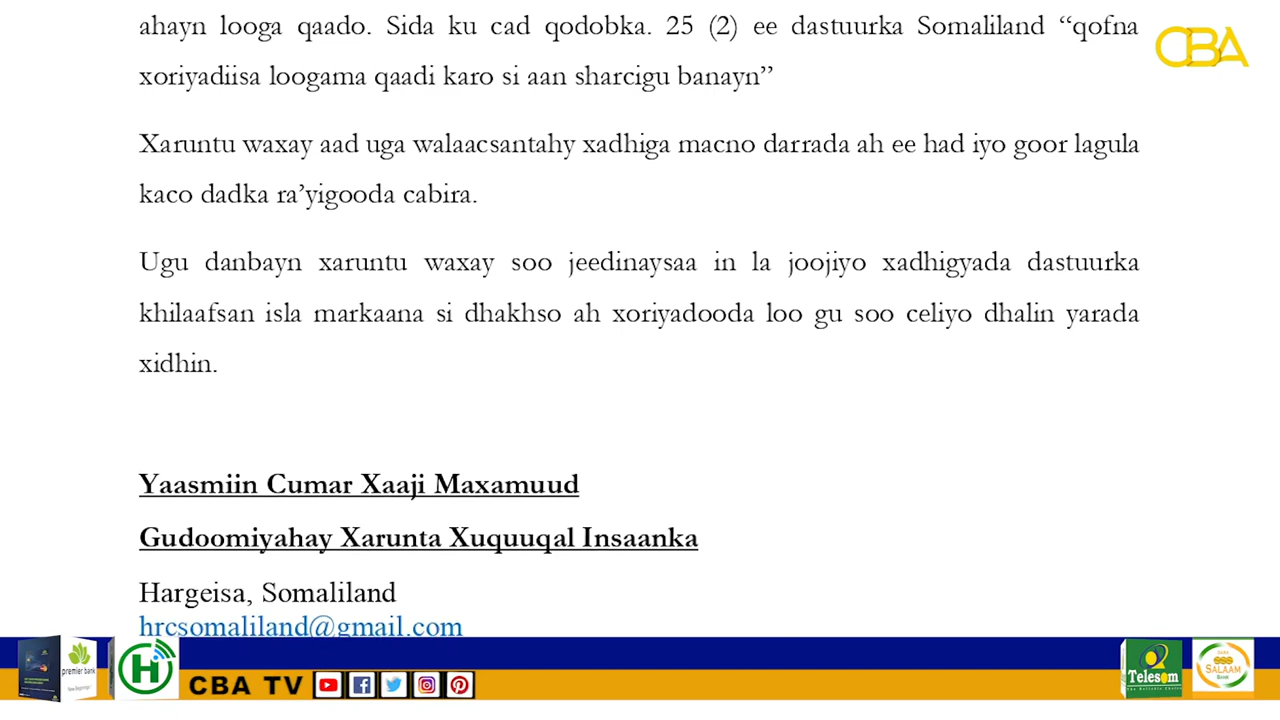 ahayn looga qaado. Sida ku cad qodobka. 25 (2) ee dastuurka Somaliland “qofna
xoriyadiisa loogama qaadi karo si aan sharcigu banayn”
Xaruntu waxay aad uga walaacsantahy xadhiga macno darrada ah ee had iyo goor lagula
kaco dadka ra’yigooda cabira.
Ugu danbayn xaruntu waxay soo jeedinaysaa in la joojiyo xadhigyada dastuurka
khilaafsan isla markaana si dhakhso ah xoriyadooda loo gu soo celiyo dhalin yarada
xidhin.
Yaasmiin Cumar Xaaji Maxamuud
Gudoomiyahay Xarunta Xuquuqal Insaanka
Hargeisa, Somaliland
hrcsomaliland@gmail.com
CBA
premier bank
H
CBA TV
Telesom
The Reliable Choice
SALAAM
BANK